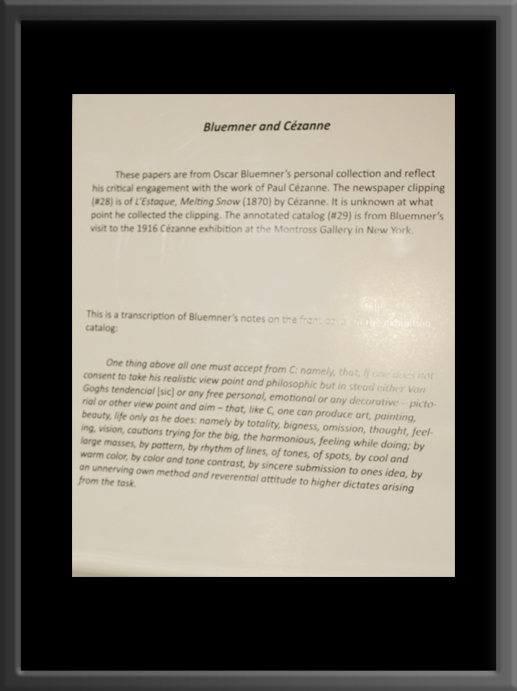 Bluemner and Cézanne
These papers are from Oscar Bluemner's personal collection and reflect
his critical engagement with the work of Paul Cézanne. The newspaper clipping
(#28) is of L'Estaque, Melting Snow (1870) by Cézanne. It is unknown at what
point he collected the clipping. The annotated catalog (#29) is from Bluemner's
visit to the 1916 Cézanne exhibition at the Montross Gallery in New York.
This is a transcription of Bluemner's notes on the front
catalog:
One thing above all one must accept from C: namely, that, if one does not
consent to take his realistic view point and philosophic but in stead either Van
Goghs tendencial [sic] or any free personal, emotional or any decorative – picto-
rial or other view point and aim – that, like C, one can produce art, painting,
beauty, life only as he does: namely by totality, bigness, omission, thought, feel-
ing, vision, cautions trying for the big, the harmonious, feeling while doing; by
large masses, by pattern, by rhythm of lines, of tones, of spots, by cool and
warm color, by color and tone contrast, by sincere submission to ones idea, by
an unnerving own method and reverential attitude to higher dictates arising
from the task.